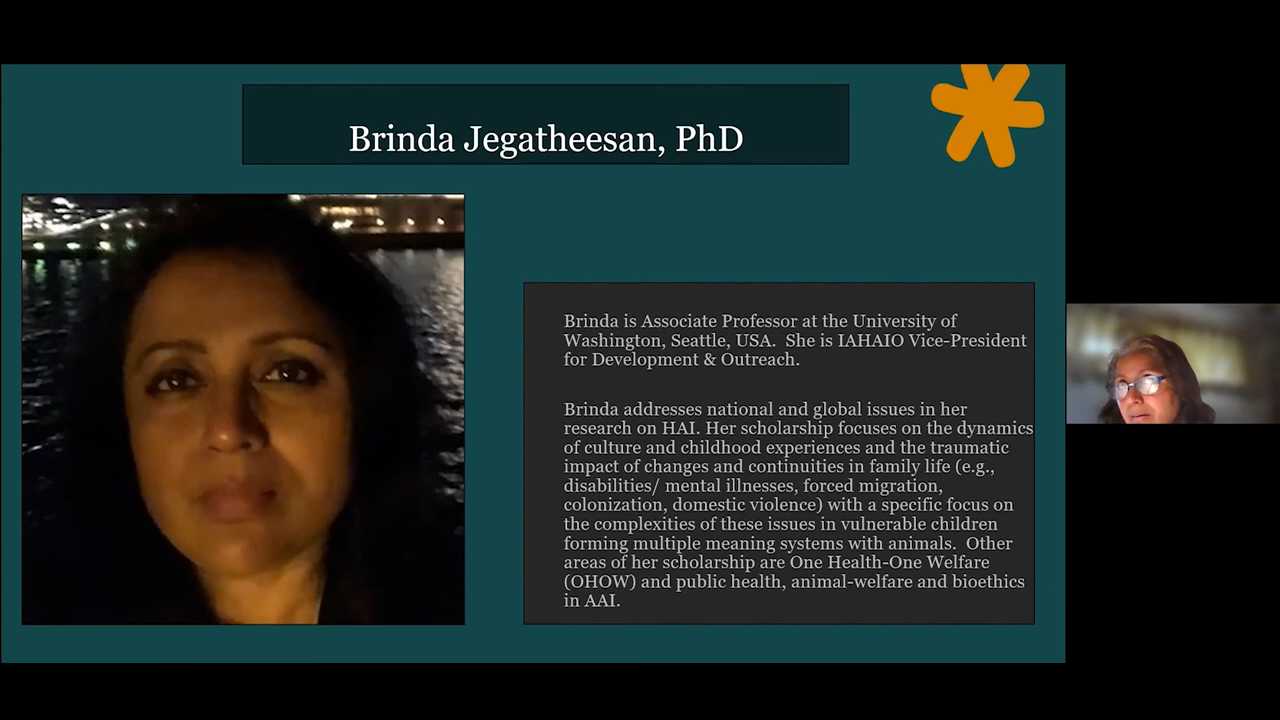 Brinda Jegatheesan, PhD
Brinda is Associate Professor at the University of
Washington, Seattle, USA.  She is IAHAIO Vice-President
for Development & Outreach.
Brinda addresses national and global issues in her
research on HAI. Her scholarship focuses on the dynamics
of culture and childhood experiences and the traumatic
impact of changes and continuities in family life (e.g.,
disabilities/ mental illnesses, forced migration,
colonization, domestic violence) with a specific focus on
the complexities of these issues in vulnerable children
forming multiple meaning systems with animals.  Other
areas of her scholarship are One Health-One Welfare
(OHOW) and public health, animal-welfare and bioethics
in AAI.